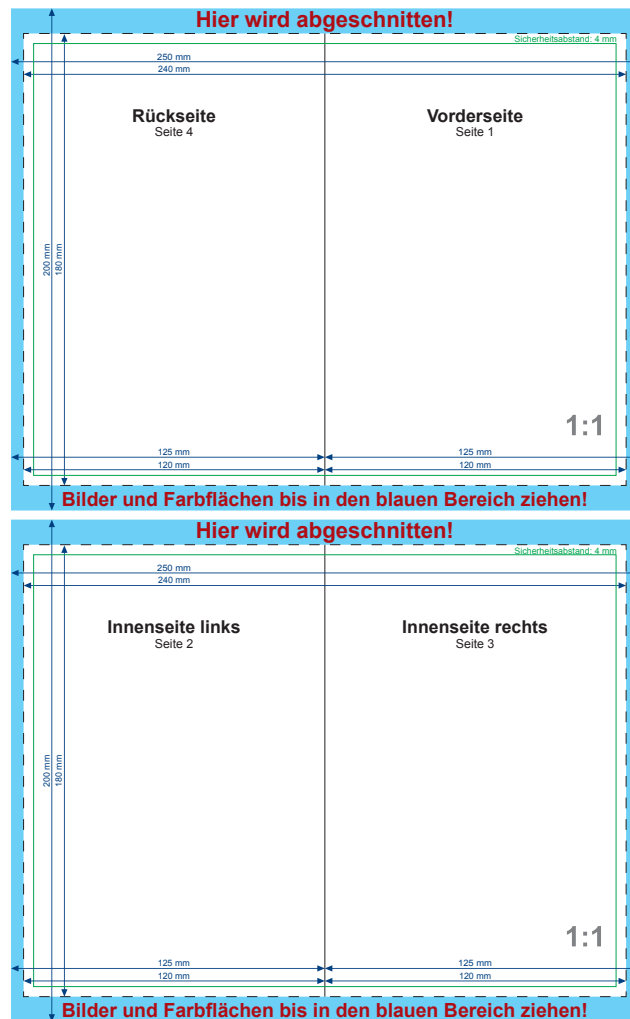 Hier wird abgeschnitten!
Sicherheitsabstand: 4 mm
250 mm
240 mm
Rückseite
Seite 4
Vorderseite
Seite 1
200 mm
180 mm
1:1
125 mm
125 mm
120 mm
120 mm
Bilder und Farbflächen bis in den blauen Bereich ziehen!
Hier wird abgeschnitten!
Sicherheitsabstand: 4 mm
250 mm
240 mm
Innenseite links
Seite 2
Innenseite rechts
Seite 3
200 mm
180 mm
1:1
125 mm
125 mm
120 mm
120 mm
Bilder und Farbflächen bis in den blauen Bereich ziehen!